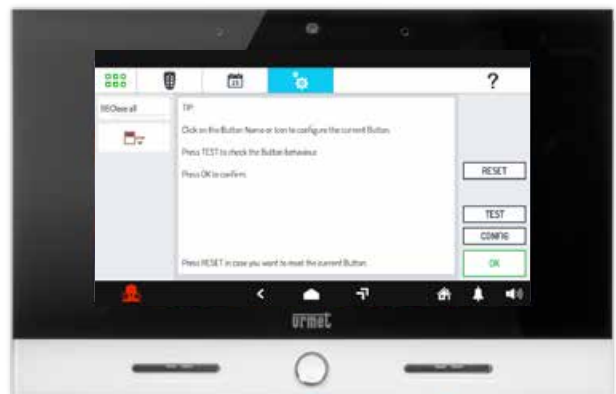 ?
Close all
TIP:
Click on the Button Name or Icon to configure the current Button.
Press TEST to check the Button behaviour.
Press OK to confirm.
RESET
TEST
CONFIG
Press RESET in case you want to reset the current Button.
OK
urmet